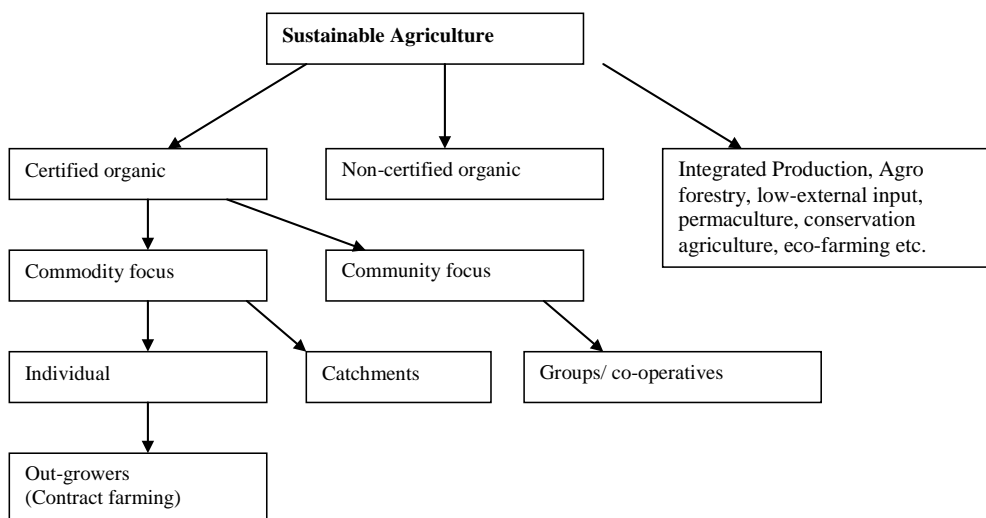 Sustainable Agriculture
Certified organic
Non-certified organic
Integrated Production, Agro
forestry, low-external input,
permaculture, conservation
agriculture, eco-farming etc.
Commodity focus
Community focus
Individual
Catchments
Groups/ co-operatives
Out-growers
(Contract farming)